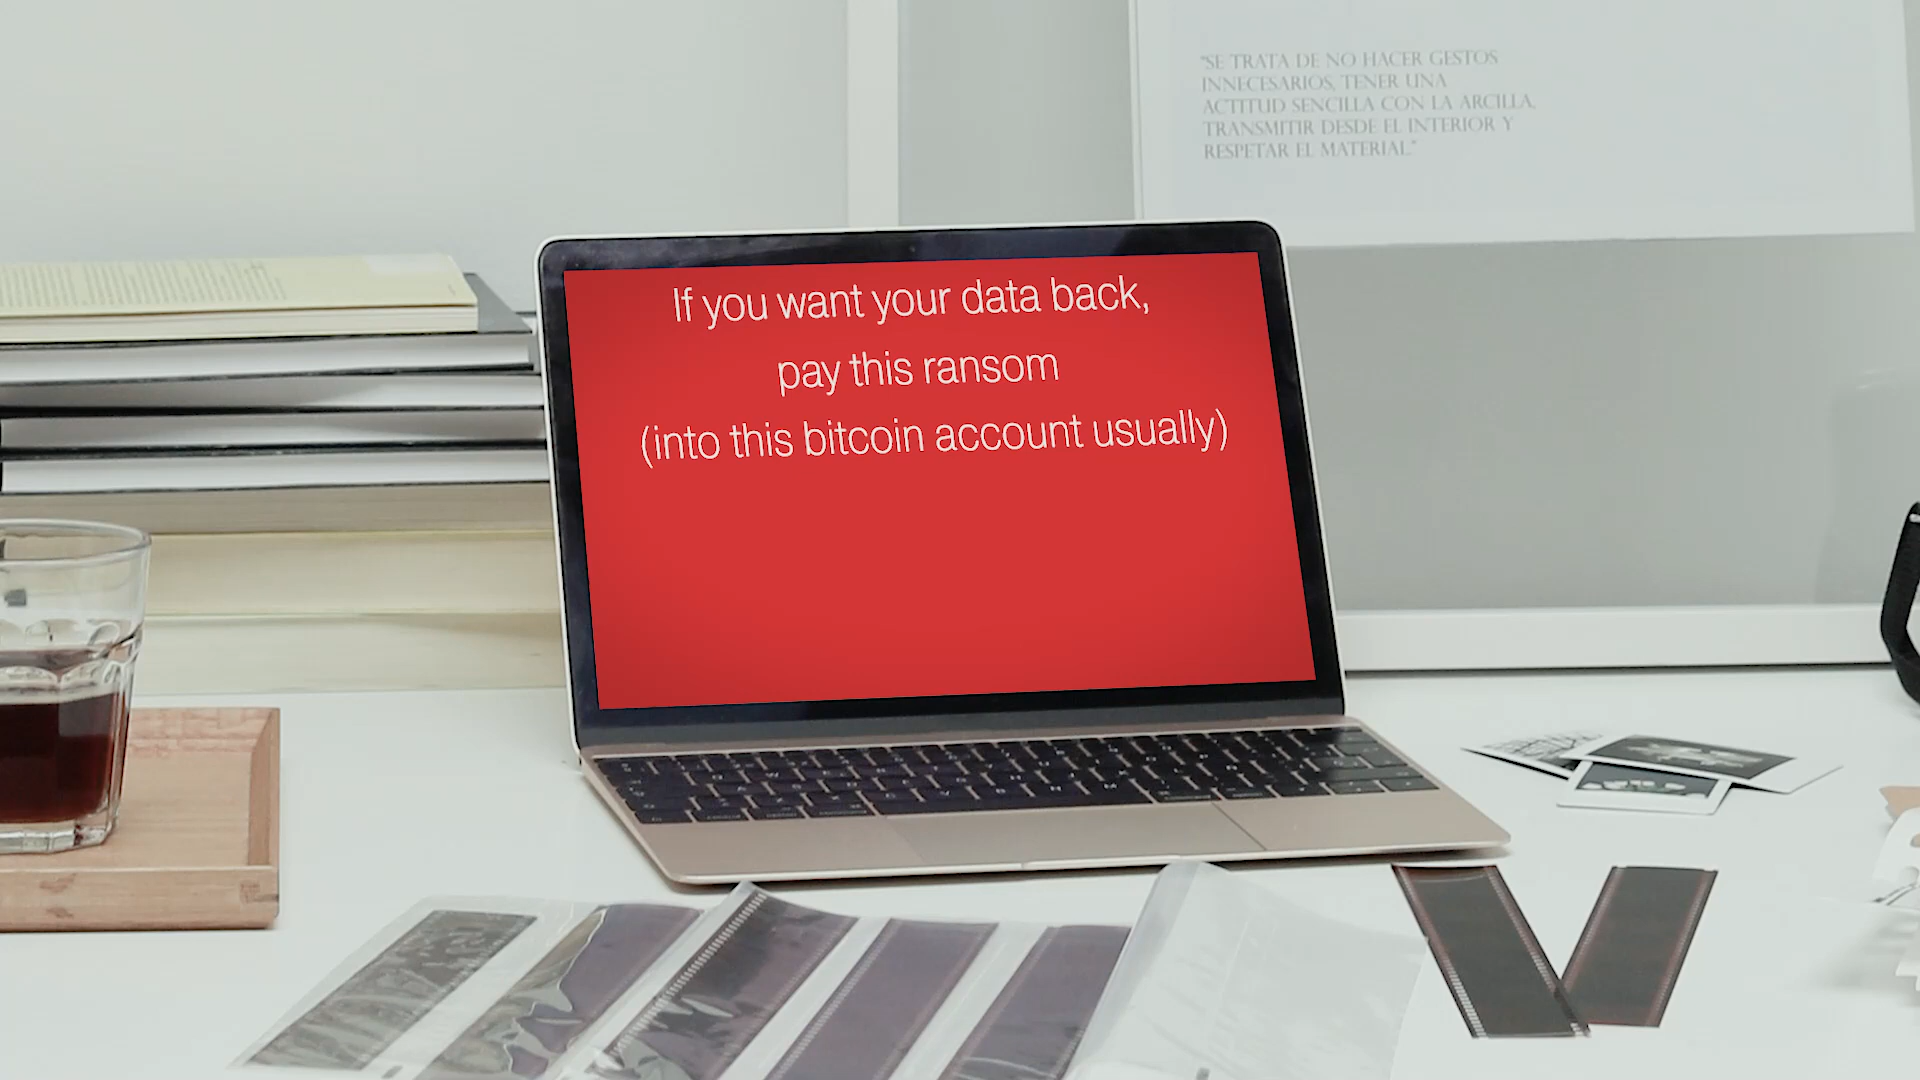 "SE TRATA DE NO HACER GESTOS
INNECESARIOS, TENER UNA
ACTITUD SENCILLA CON LA ARCILLA,
TRANSMITIR DESDE EL INTERIOR Y
RESPETAR EL MATERIAL."
If you want your data back,
pay this ransom
(into this bitcoin account usually)